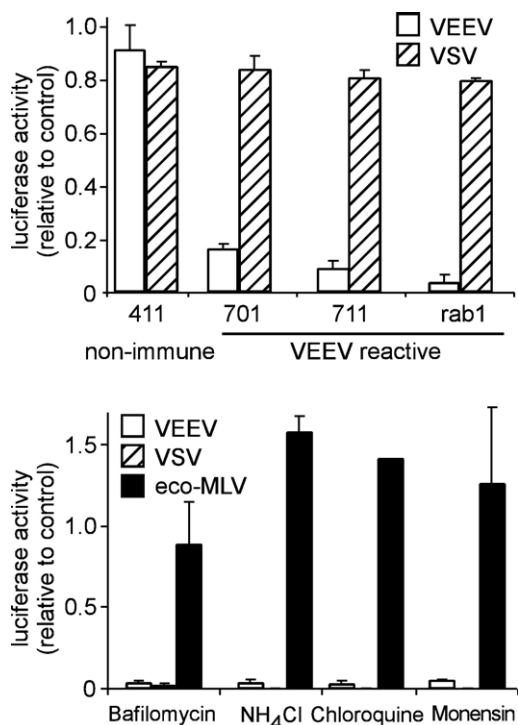 luciferase activity
(relative to control)
1.0
0.8
0.6
0.4
0.2
0
VEEV
VSV
411 701 711 rab1
non-immune VEEV reactive
luciferase activity
(relative to control)
1.5
1.0
0.5
0
VEEV
VSV
eco-MLV
Bafilomycin NH₄Cl Chloroquine Monensin